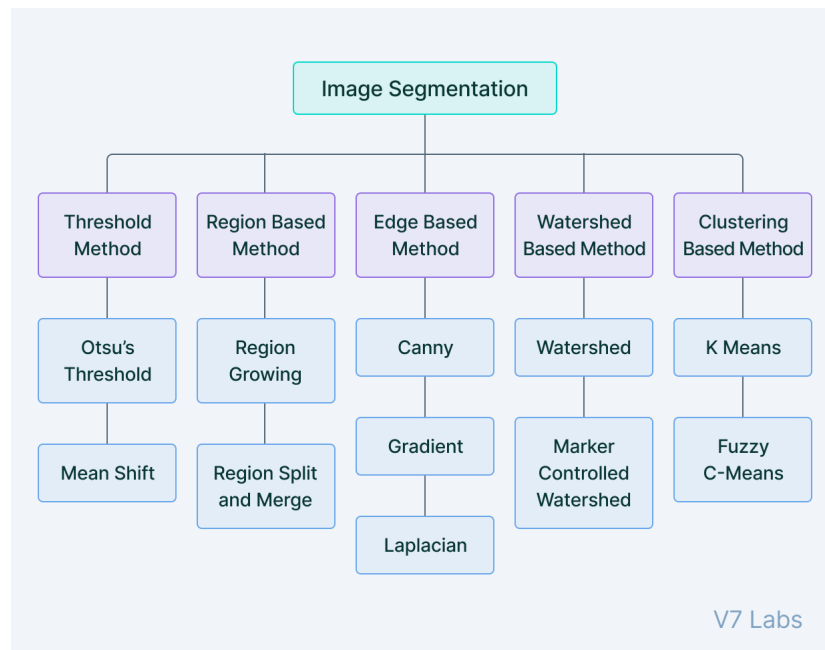 Image Segmentation
Threshold
Method
Region Based
Method
Edge Based
Method
Watershed
Based Method
Clustering
Based Method
Otsu's
Threshold
Mean Shift
Region
Growing
Region Split
and Merge
Canny
Gradient
Laplacian
Watershed
Marker
Controlled
Watershed
K Means
Fuzzy
C-Means
V7 Labs